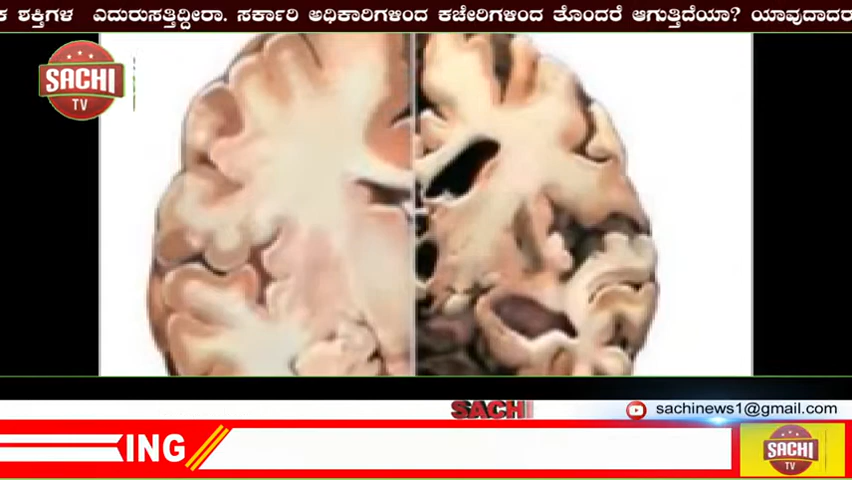 ಕ ಶಕ್ತಿಗಳ ಎದುರುಸತ್ತಿದ್ದೀರಾ. ಸರ್ಕಾರಿ ಅಧಿಕಾರಿಗಳಿಂದ ಕಚೇರಿಗಳಿಂದ ತೊಂದರೆ ಆಗುತ್ತಿದೆಯಾ? ಯಾವುದಾದರ
SACHI
TV
SACHI
sachinews1@gmail.com
ING
SACHI
TV